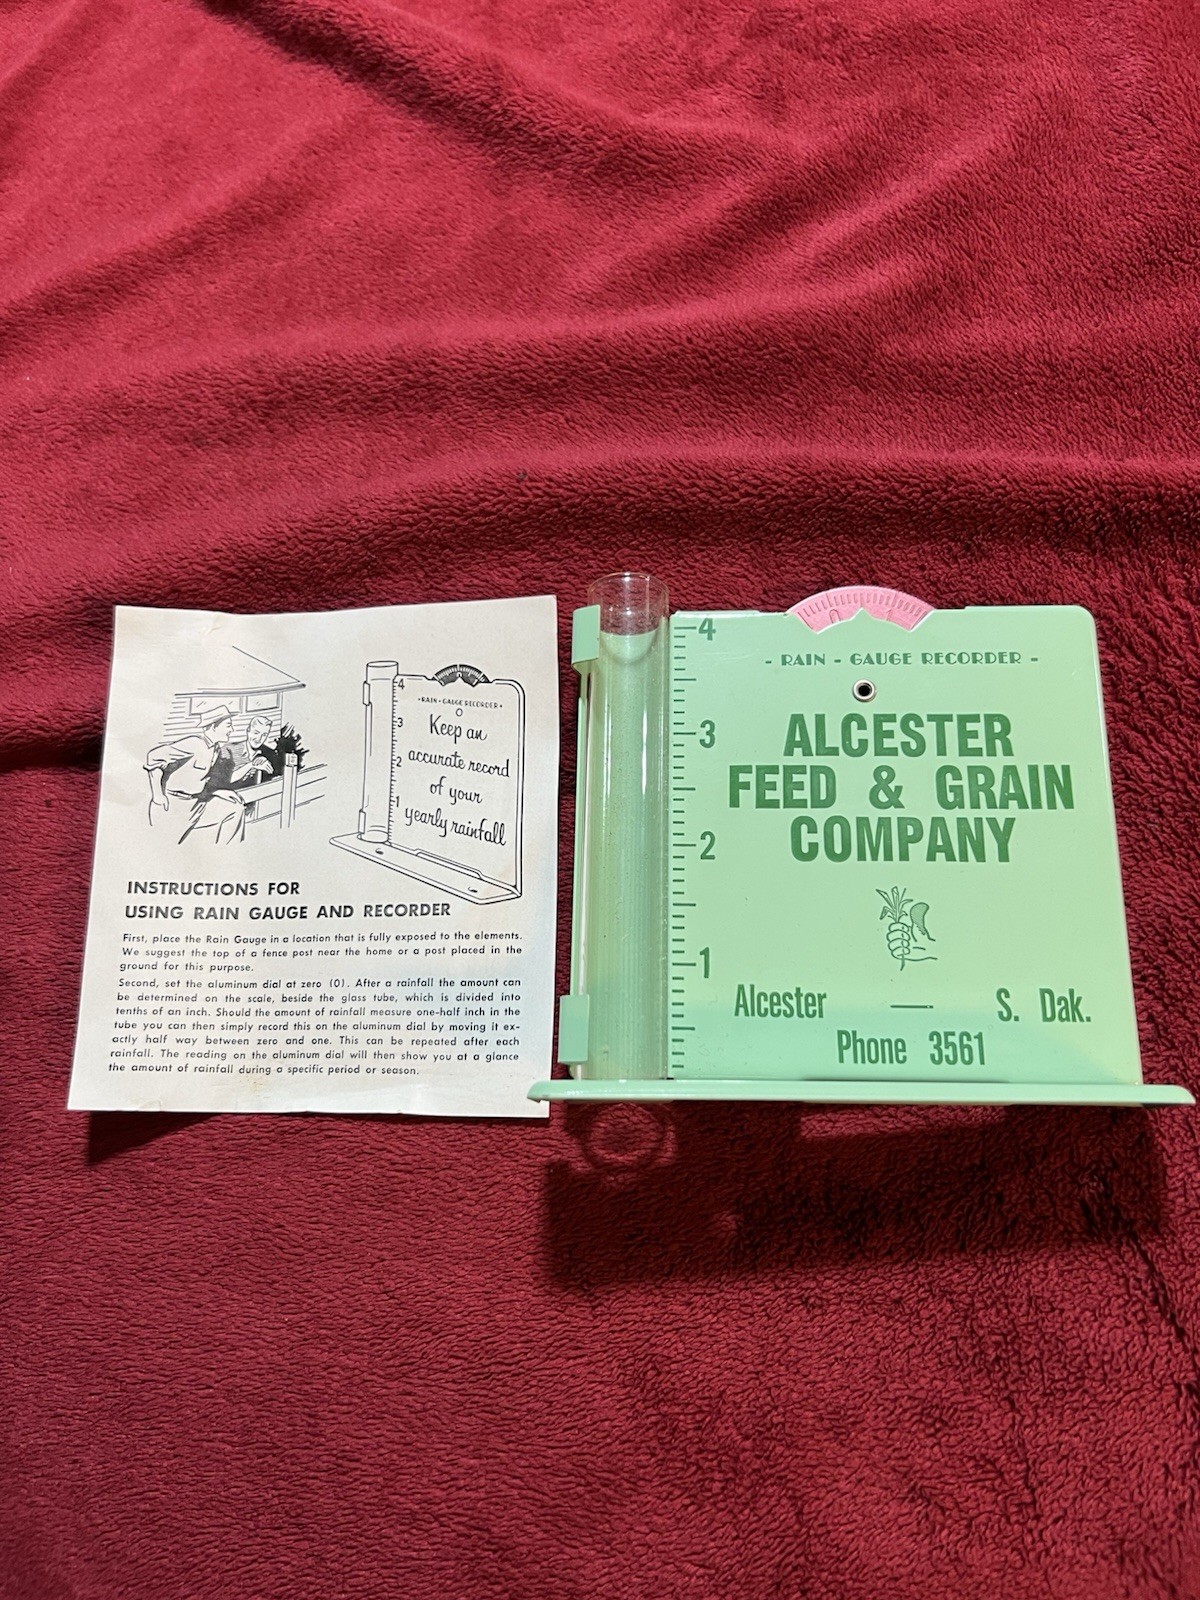 4
- RAIN - GAUGE RECORDER -
3
Keep an
accurate record
2
of your
1
yearly rainfall
INSTRUCTIONS FOR
USING RAIN GAUGE AND RECORDER
First, place the Rain Gauge in a location that is fully exposed to the elements.
We suggest the top of a fence post near the home or a post placed in the
ground for this purpose.
Second, set the aluminum dial at zero (0). After a rainfall the amount can
be determined on the scale, beside the glass tube, which is divided into
tenths of an inch. Should the amount of rainfall measure one-half inch in the
tube you can then simply record this on the aluminum dial by moving it ex-
actly half way between zero and one. This can be repeated after each
rainfall. The reading on the aluminum dial will then show you at a glance
the amount of rainfall during a specific period or season.
4
- RAIN - GAUGE RECORDER -
3
ALCESTER
FEED & GRAIN
2
COMPANY
1
Alcester — S. Dak.
Phone 3561